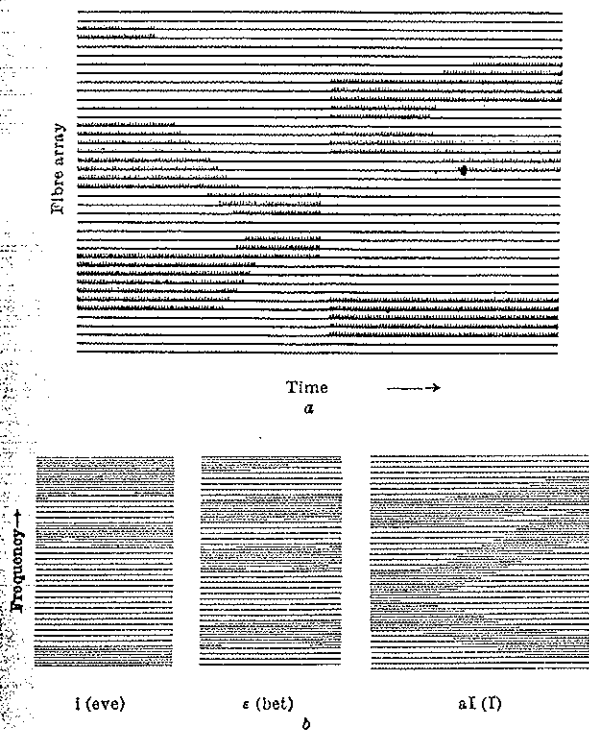 Fibre array
Time
a
Frequency
i (eve)
ε (bet)
aI (I)
b